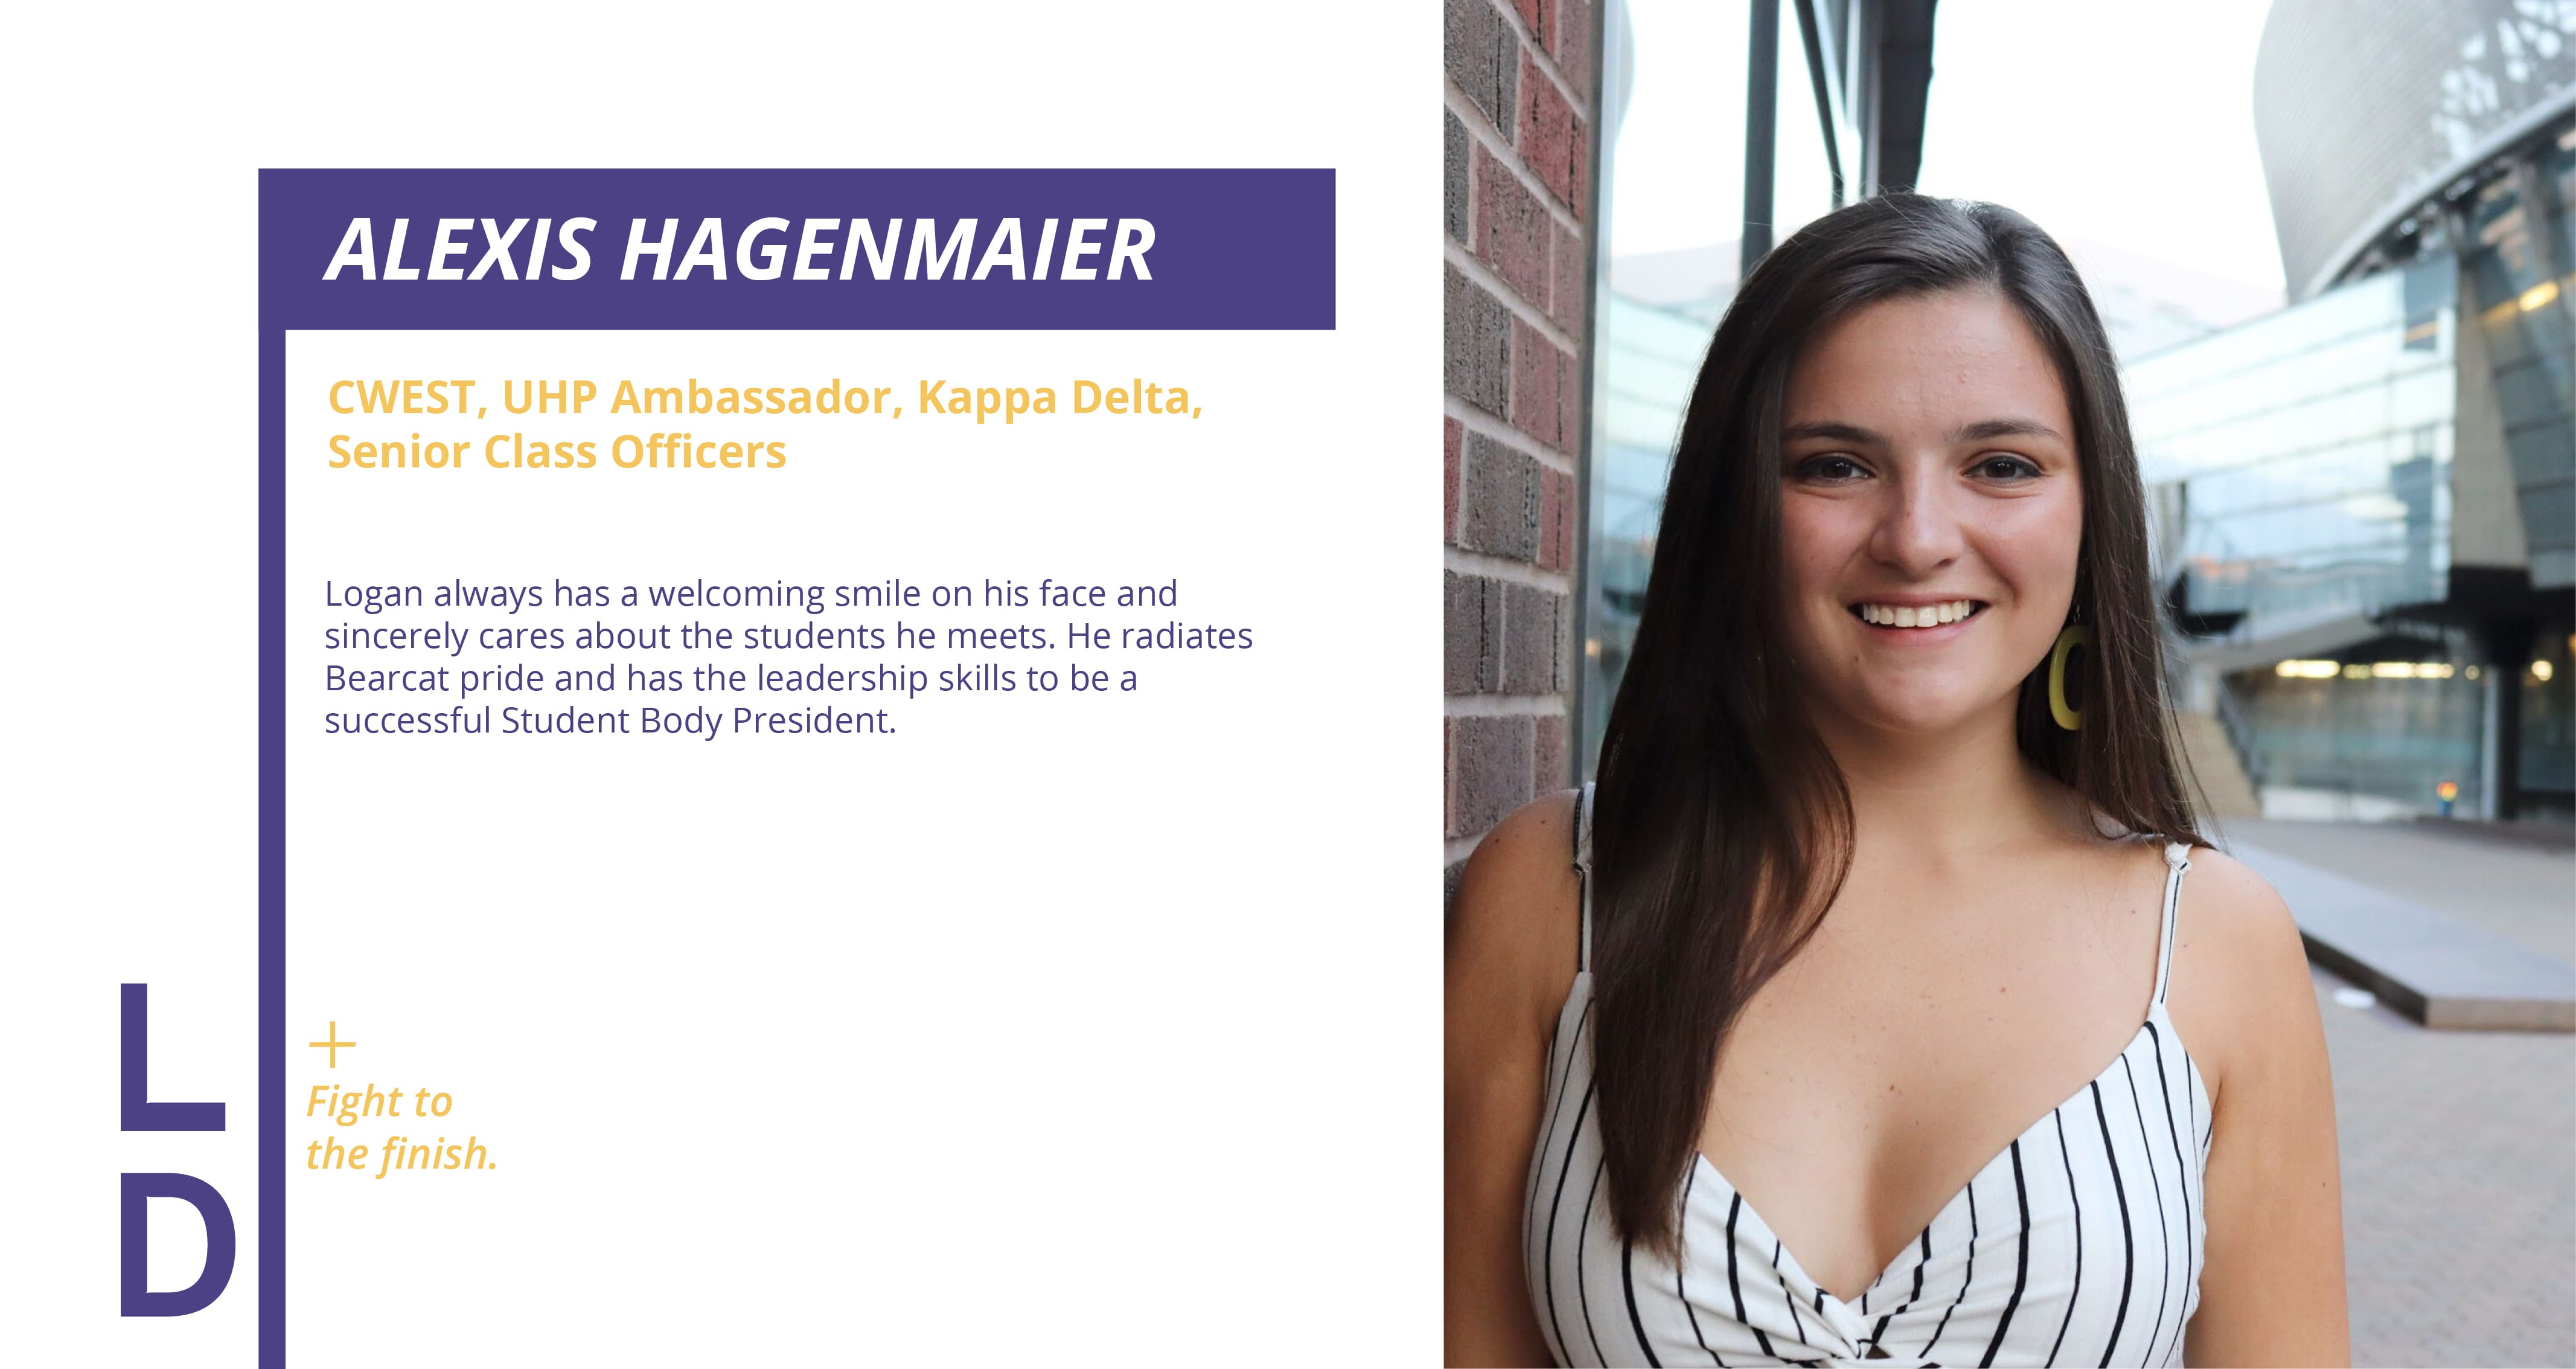 ALEXIS HAGENMAIER
CWEST, UHP Ambassador, Kappa Delta,
Senior Class Officers
Logan always has a welcoming smile on his face and
sincerely cares about the students he meets. He radiates
Bearcat pride and has the leadership skills to be a
successful Student Body President.
L
D
+
Fight to
the finish.